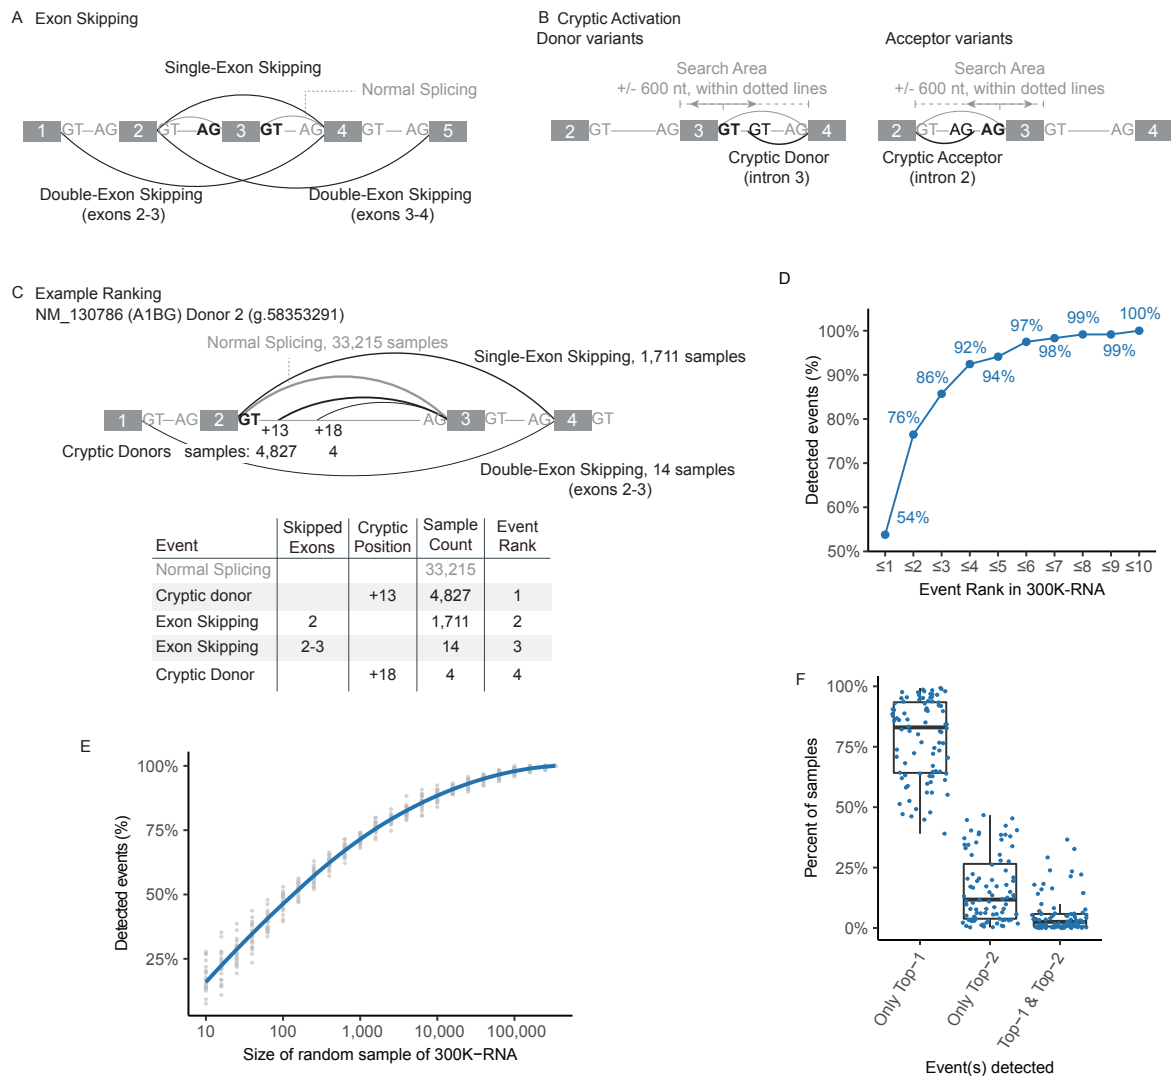 A Exon Skipping
Single-Exon Skipping
Normal Splicing
1 GT AG 2 GT AG 3 GT AG 4 GT AG 5
Double-Exon Skipping
(exons 2-3)
Double-Exon Skipping
(exons 3-4)
B Cryptic Activation
Donor variants
Search Area
+/- 600 nt, within dotted lines
2 GT AG 3 GT GT AG 4
Cryptic Donor
(intron 3)
Acceptor variants
Search Area
+/- 600 nt, within dotted lines
2 GT AG AG 3 GT AG 4
Cryptic Acceptor
(intron 2)
C Example Ranking
NM_130786 (A1BG) Donor 2 (g.58353291)
Normal Splicing, 33,215 samples
Single-Exon Skipping, 1,711 samples
1 GT AG 2 GT AG 3 GT AG 4 GT
+13 +18
Cryptic Donors samples: 4,827 4
Double-Exon Skipping, 14 samples
(exons 2-3)
Event Skipped Exons Cryptic Position Sample Count Event Rank
Normal Splicing 33,215
Cryptic donor +13 4,827 1
Exon Skipping 2 1,711 2
Exon Skipping 2-3 14 3
Cryptic Donor +18 4 4
D
Detected events (%)
100%
90%
80%
70%
60%
50%
54%
76%
86%
92%
94%
97%
98%
99%
99%
100%
≤1 ≤2 ≤3 ≤4 ≤5 ≤6 ≤7 ≤8 ≤9 ≤10
Event Rank in 300K-RNA
E
Detected events (%)
100%
75%
50%
25%
10 100 1,000 10,000 100,000
Size of random sample of 300K−RNA
F
Percent of samples
100%
75%
50%
25%
0%
Only Top−1
Only Top−2
Top−1 & Top−2
Event(s) detected